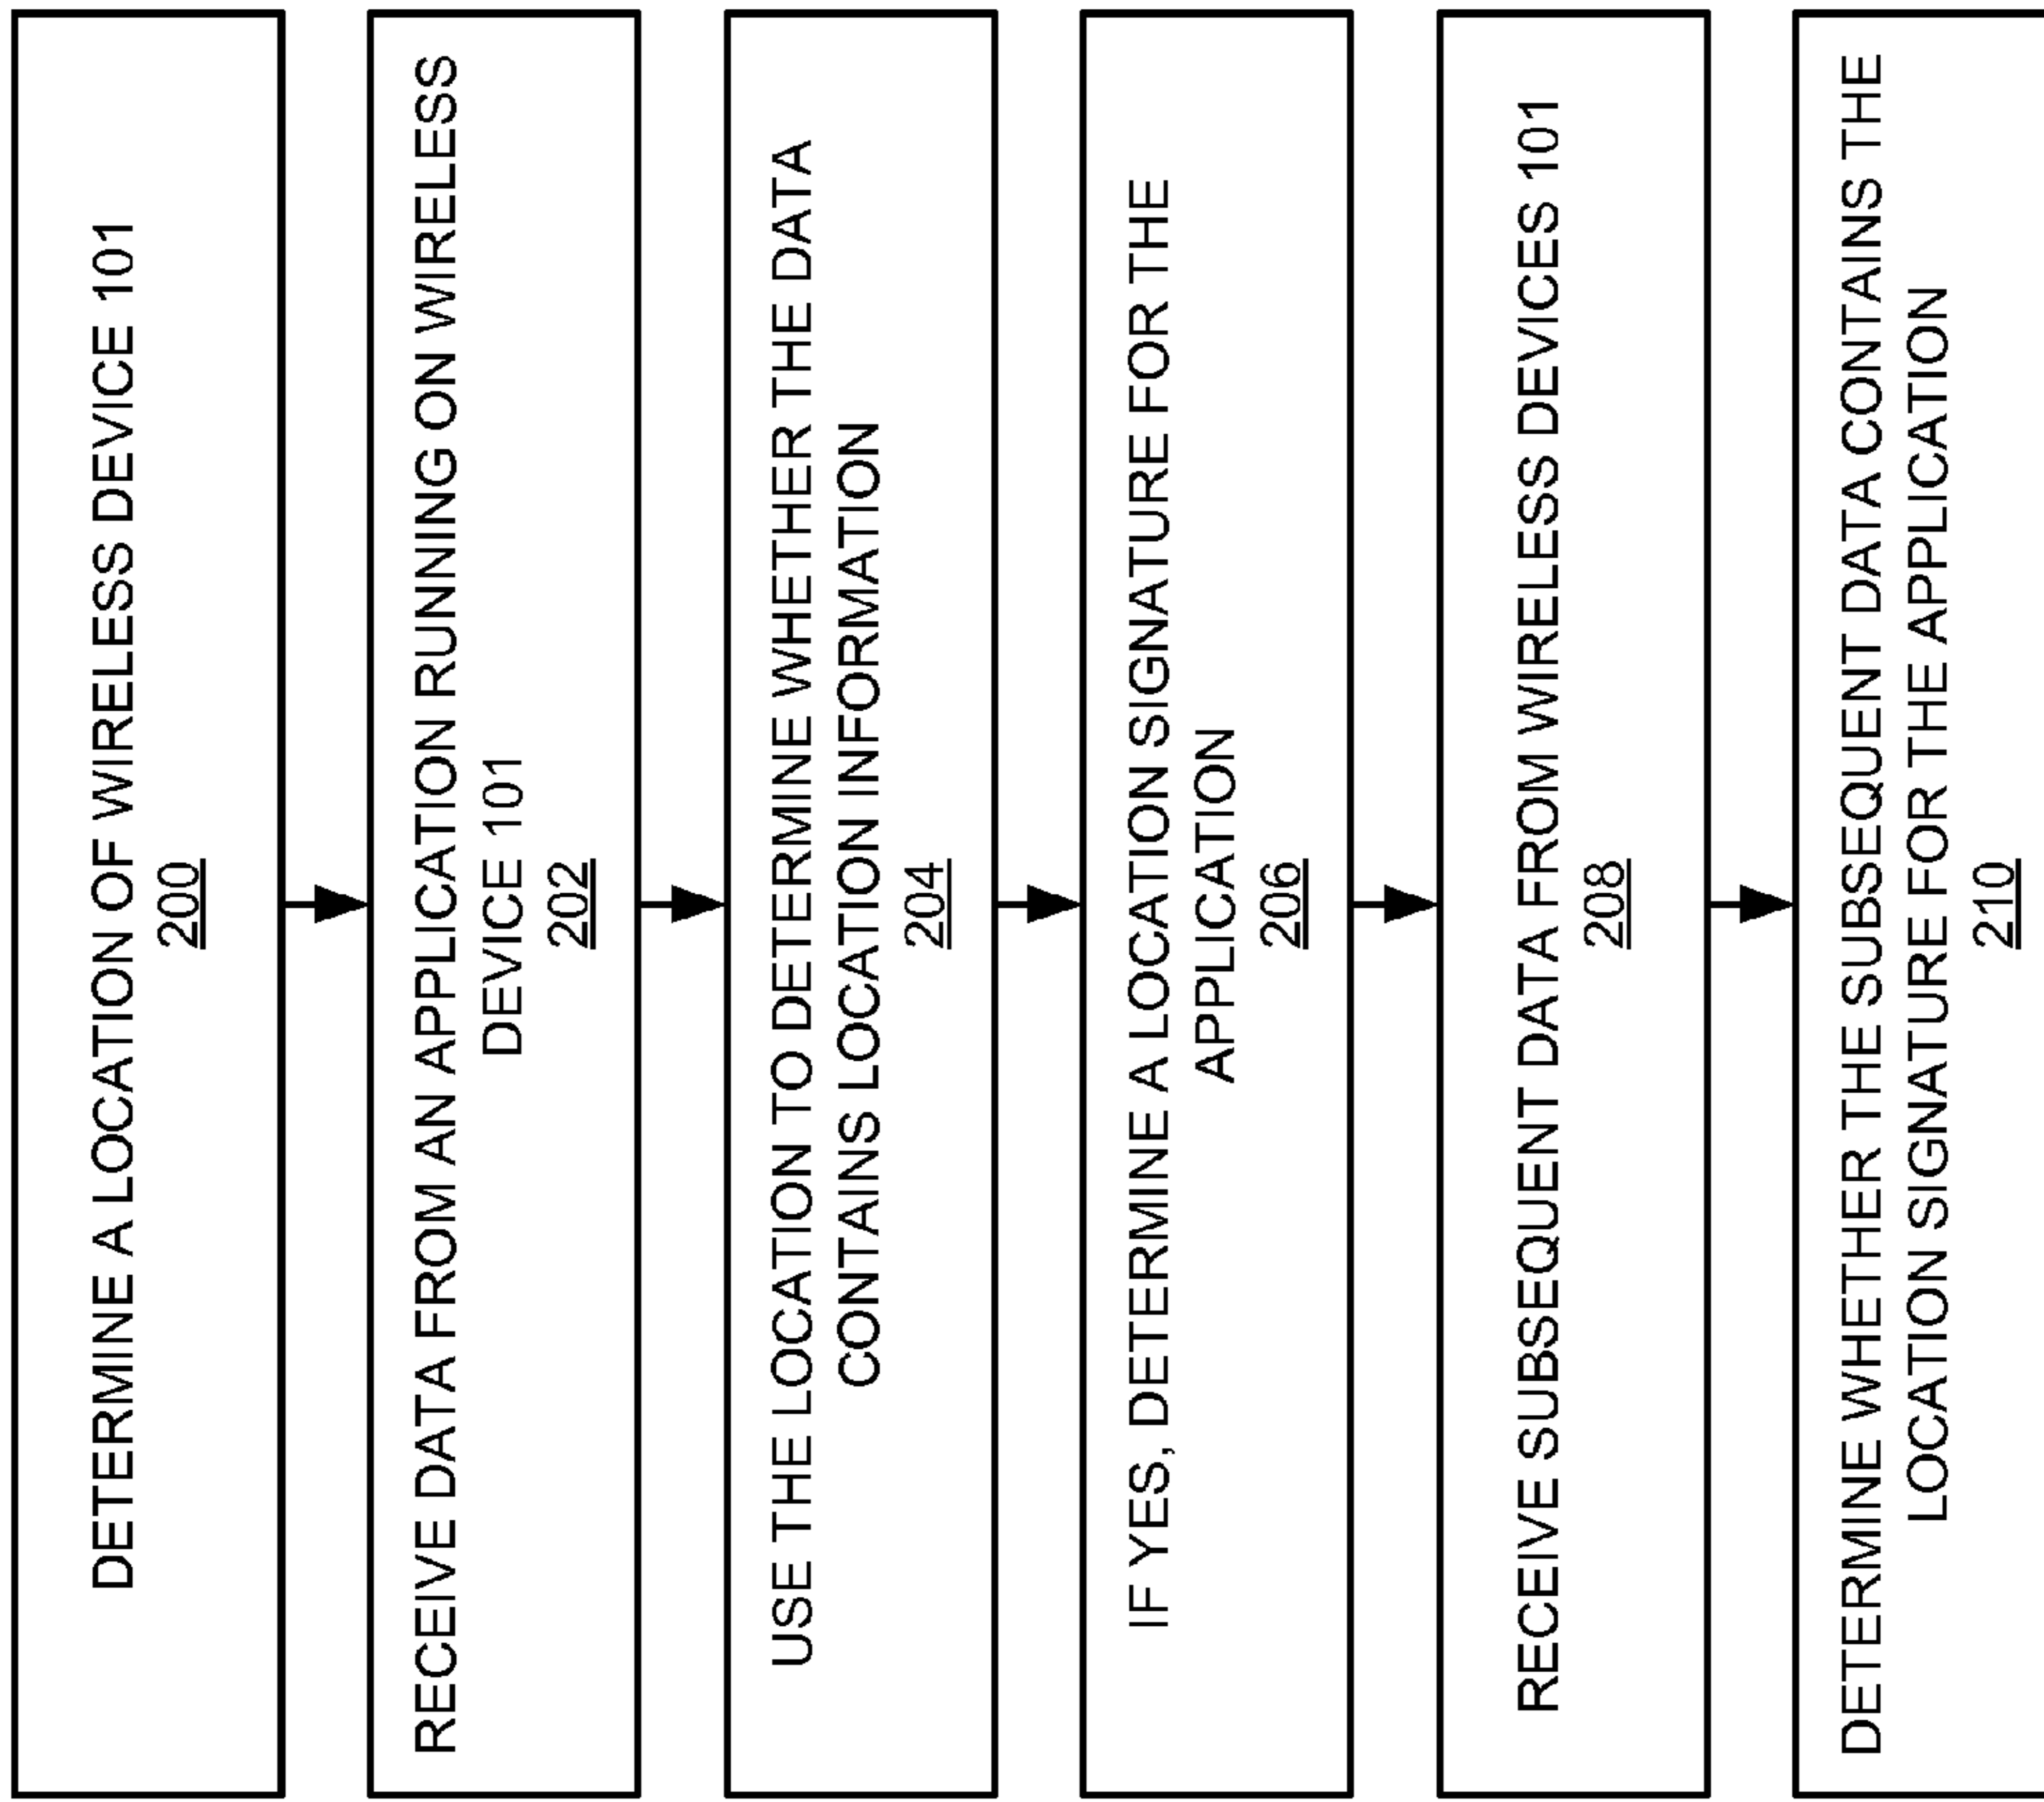 DETERMINE A LOCATION OF WIRELESS DEVICE 101
200
RECEIVE DATA FROM AN APPLICATION RUNNING ON WIRELESS
DEVICE 101
202
USE THE LOCATION TO DETERMINE WHETHER THE DATA
CONTAINS LOCATION INFORMATION
204
IF YES, DETERMINE A LOCATION SIGNATURE FOR THE
APPLICATION
206
RECEIVE SUBSEQUENT DATA FROM WIRELESS DEVICES 101
208
DETERMINE WHETHER THE SUBSEQUENT DATA CONTAINS THE
LOCATION SIGNATURE FOR THE APPLICATION
210